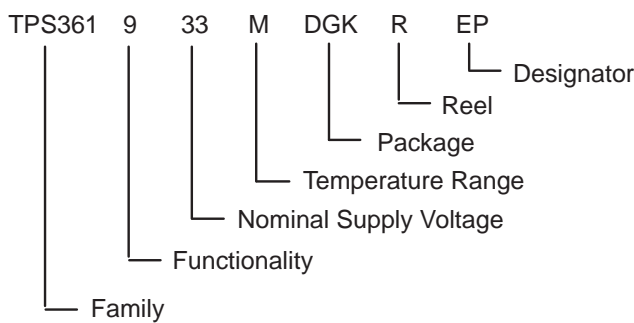 TPS361 9 33 M DGK R EP
Designator
Reel
Package
Temperature Range
Nominal Supply Voltage
Functionality
Family